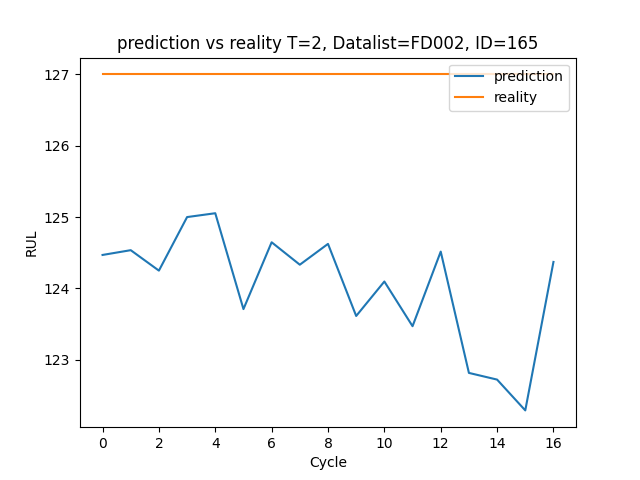 prediction vs reality T=2, Datalist=FD002, ID=165
127
126
125
124
123
RUL
prediction
reality
0 2 4 6 8 10 12 14 16
Cycle